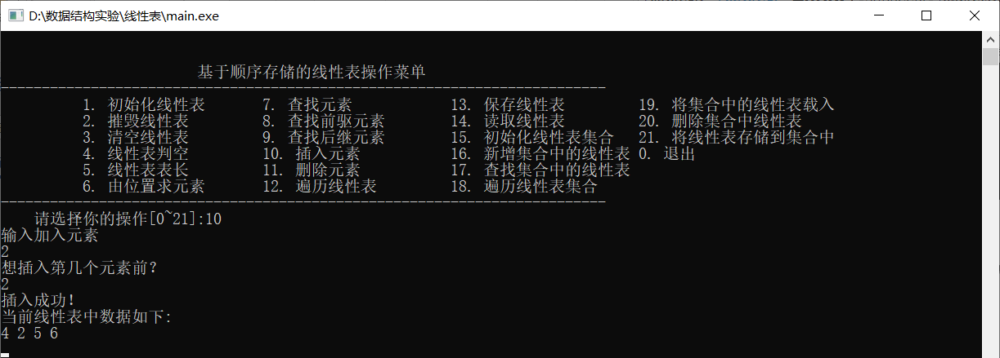 D:\数据结构实验\线性表\main.exe
基于顺序存储的线性表操作菜单
--------------------------------------------------------------------------
1. 初始化线性表 7. 查找元素 13. 保存线性表 19. 将集合中的线性表载入
2. 摧毁线性表 8. 查找前驱元素 14. 读取线性表 20. 删除集合中线性表
3. 清空线性表 9. 查找后继元素 15. 初始化线性表集合 21. 将线性表存储到集合中
4. 线性表判空 10. 插入元素 16. 新增集合中的线性表 0. 退出
5. 线性表表长 11. 删除元素 17. 查找集合中的线性表
6. 由位置求元素 12. 遍历线性表 18. 遍历线性表集合
--------------------------------------------------------------------------
请选择你的操作[0~21]:10
输入加入元素
2
想插入第几个元素前?
2
插入成功!
当前线性表中数据如下:
4 2 5 6